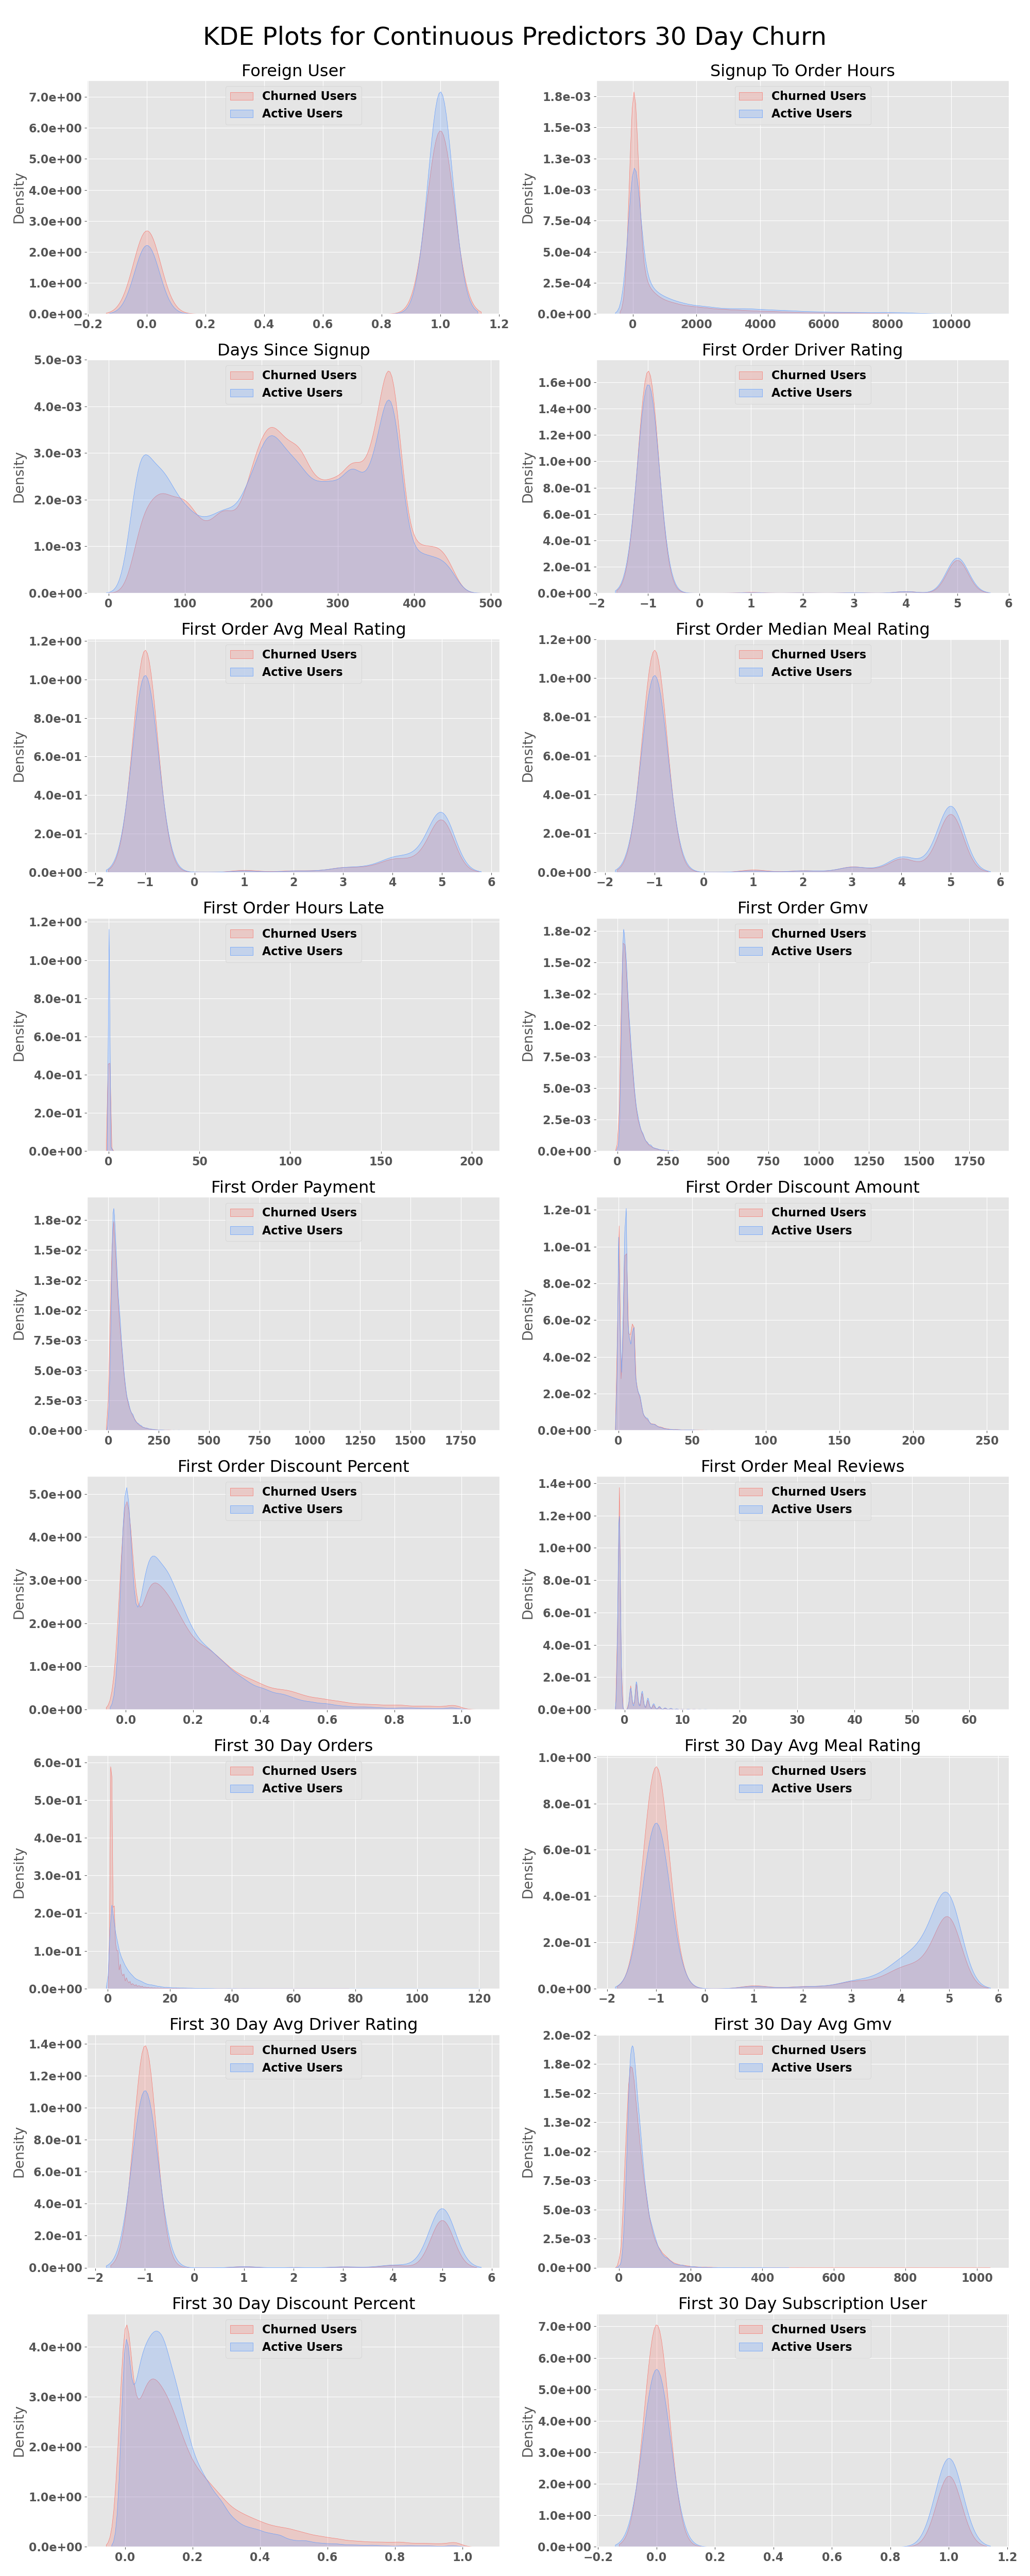 KDE Plots for Continuous Predictors 30 Day Churn
Foreign User
Churned Users
Active Users
7.0e+00
6.0e+00
5.0e+00
4.0e+00
3.0e+00
2.0e+00
1.0e+00
0.0e+00
Density
−0.2 0.0 0.2 0.4 0.6 0.8 1.0 1.2
Signup To Order Hours
Churned Users
Active Users
1.8e-03
1.5e-03
1.3e-03
1.0e-03
7.5e-04
5.0e-04
2.5e-04
0.0e+00
Density
0 2000 4000 6000 8000 10000
Days Since Signup
Churned Users
Active Users
5.0e-03
4.0e-03
3.0e-03
2.0e-03
1.0e-03
0.0e+00
Density
0 100 200 300 400 500
First Order Driver Rating
Churned Users
Active Users
1.6e+00
1.4e+00
1.2e+00
1.0e+00
8.0e-01
6.0e-01
4.0e-01
2.0e-01
0.0e+00
Density
−2 −1 0 1 2 3 4 5 6
First Order Avg Meal Rating
Churned Users
Active Users
1.2e+00
1.0e+00
8.0e-01
6.0e-01
4.0e-01
2.0e-01
0.0e+00
Density
−2 −1 0 1 2 3 4 5 6
First Order Median Meal Rating
Churned Users
Active Users
1.2e+00
1.0e+00
8.0e-01
6.0e-01
4.0e-01
2.0e-01
0.0e+00
Density
−2 −1 0 1 2 3 4 5 6
First Order Hours Late
Churned Users
Active Users
1.2e+00
1.0e+00
8.0e-01
6.0e-01
4.0e-01
2.0e-01
0.0e+00
Density
0 50 100 150 200
First Order Gmv
Churned Users
Active Users
1.8e-02
1.5e-02
1.3e-02
1.0e-02
7.5e-03
5.0e-03
2.5e-03
0.0e+00
Density
0 250 500 750 1000 1250 1500 1750
First Order Payment
Churned Users
Active Users
1.8e-02
1.5e-02
1.3e-02
1.0e-02
7.5e-03
5.0e-03
2.5e-03
0.0e+00
Density
0 250 500 750 1000 1250 1500 1750
First Order Discount Amount
Churned Users
Active Users
1.2e-01
1.0e-01
8.0e-02
6.0e-02
4.0e-02
2.0e-02
0.0e+00
Density
0 50 100 150 200 250
First Order Discount Percent
Churned Users
Active Users
5.0e+00
4.0e+00
3.0e+00
2.0e+00
1.0e+00
0.0e+00
Density
0.0 0.2 0.4 0.6 0.8 1.0
First Order Meal Reviews
Churned Users
Active Users
1.4e+00
1.2e+00
1.0e+00
8.0e-01
6.0e-01
4.0e-01
2.0e-01
0.0e+00
Density
0 10 20 30 40 50 60
First 30 Day Orders
Churned Users
Active Users
6.0e-01
5.0e-01
4.0e-01
3.0e-01
2.0e-01
1.0e-01
0.0e+00
Density
0 20 40 60 80 100 120
First 30 Day Avg Meal Rating
Churned Users
Active Users
1.0e+00
8.0e-01
6.0e-01
4.0e-01
2.0e-01
0.0e+00
Density
−2 −1 0 1 2 3 4 5 6
First 30 Day Avg Driver Rating
Churned Users
Active Users
1.4e+00
1.2e+00
1.0e+00
8.0e-01
6.0e-01
4.0e-01
2.0e-01
0.0e+00
Density
−2 −1 0 1 2 3 4 5 6
First 30 Day Avg Gmv
Churned Users
Active Users
2.0e-02
1.8e-02
1.5e-02
1.3e-02
1.0e-02
7.5e-03
5.0e-03
2.5e-03
0.0e+00
Density
0 200 400 600 800 1000
First 30 Day Discount Percent
Churned Users
Active Users
4.0e+00
3.0e+00
2.0e+00
1.0e+00
0.0e+00
Density
0.0 0.2 0.4 0.6 0.8 1.0
First 30 Day Subscription User
Churned Users
Active Users
7.0e+00
6.0e+00
5.0e+00
4.0e+00
3.0e+00
2.0e+00
1.0e+00
0.0e+00
Density
−0.2 0.0 0.2 0.4 0.6 0.8 1.0 1.2